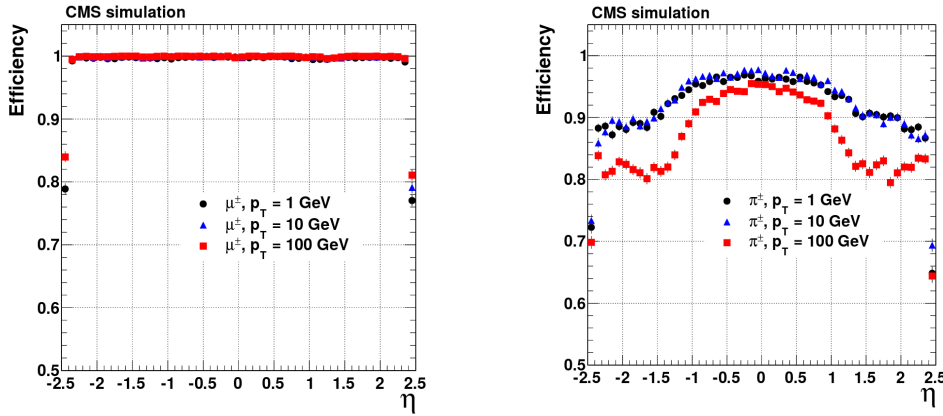 CMS simulation
Efficiency
1
0.9
0.8
0.7
0.6
0.5
μ±, pT = 1 GeV
μ±, pT = 10 GeV
μ±, pT = 100 GeV
-2.5 -2 -1.5 -1 -0.5 0 0.5 1 1.5 2 2.5
η
CMS simulation
Efficiency
1
0.9
0.8
0.7
0.6
0.5
π±, pT = 1 GeV
π±, pT = 10 GeV
π±, pT = 100 GeV
-2.5 -2 -1.5 -1 -0.5 0 0.5 1 1.5 2 2.5
η